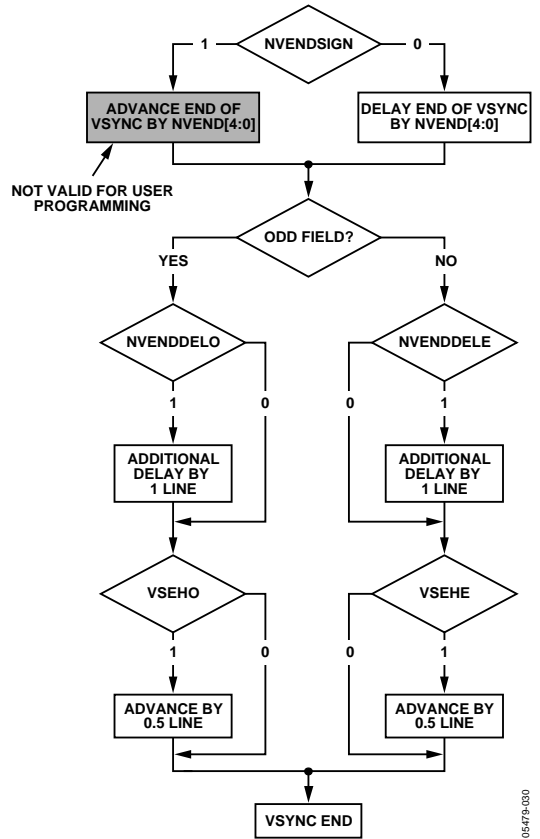 NVENDSIGN
1
0
ADVANCE END OF
VSYNC BY NVEND[4:0]
DELAY END OF VSYNC
BY NVEND[4:0]
NOT VALID FOR USER
PROGRAMMING
ODD FIELD?
YES
NO
NVENDDELO
NVENDDELE
1
0
0
1
ADDITIONAL
DELAY BY
1 LINE
ADDITIONAL
DELAY BY
1 LINE
VSEHO
VSEHE
1
0
0
1
ADVANCE BY
0.5 LINE
ADVANCE BY
0.5 LINE
VSYNC END
05479-030